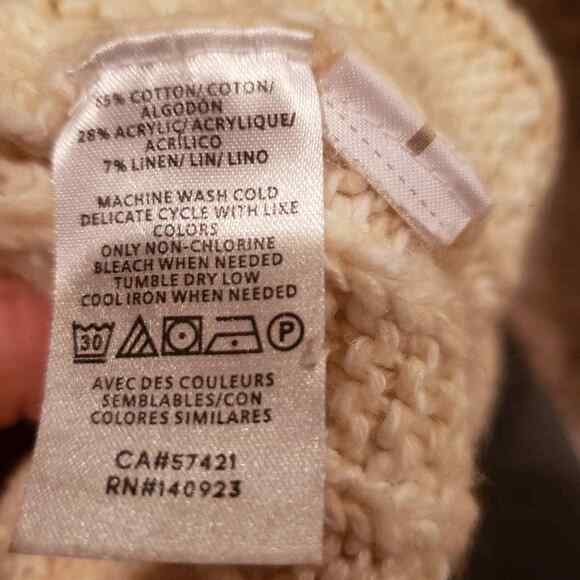 65% COTTON/ COTON/
ALGODÓN
28% ACRYLIC/ ACRYLIQUE/
ACRÍLICO
7% LINEN/ LIN/ LINO
MACHINE WASH COLD
DELICATE CYCLE WITH LIKE
COLORS
ONLY NON-CHLORINE
BLEACH WHEN NEEDED
TUMBLE DRY LOW
COOL IRON WHEN NEEDED
30 P
AVEC DES COULEURS
SEMBLABLES/CON
COLORES SIMILARES
CA#57421
RN#140923